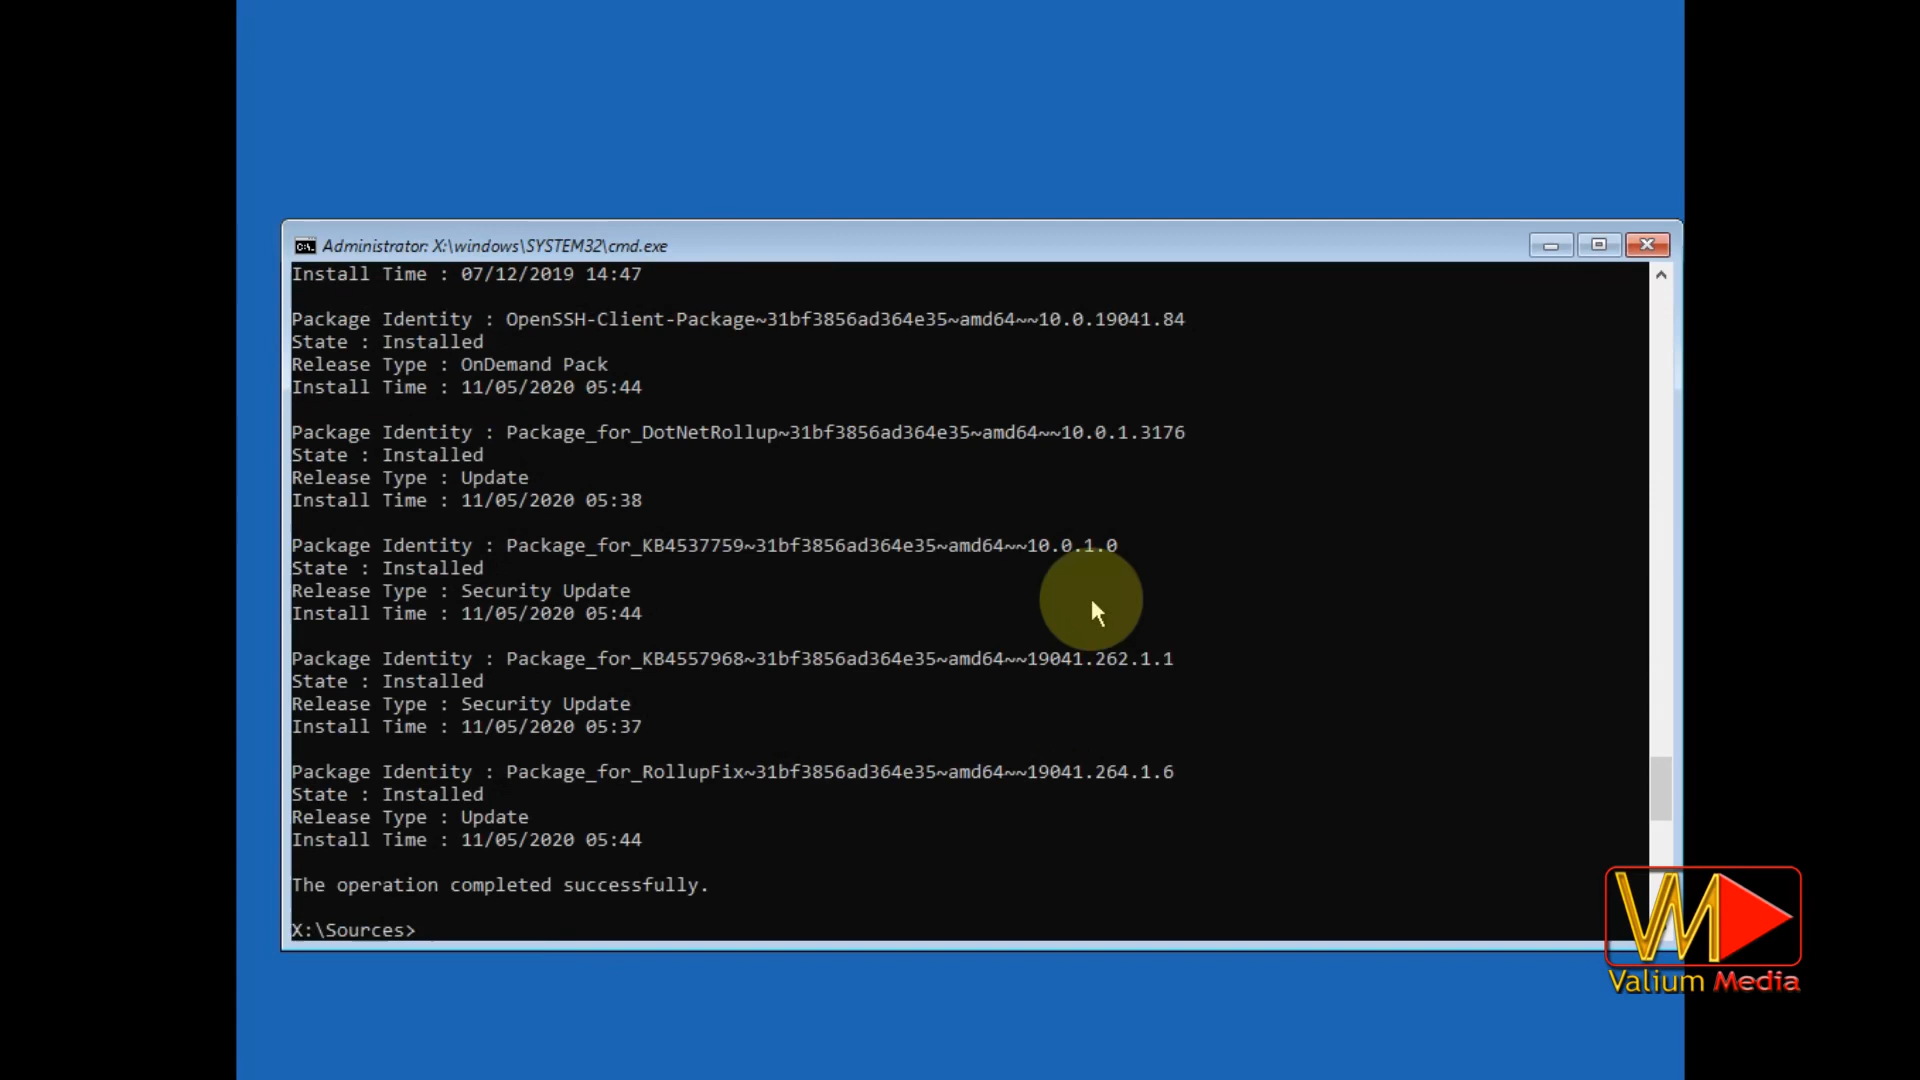 Administrator: X:\windows\SYSTEM32\cmd.exe
Install Time : 07/12/2019 14:47
Package Identity : OpenSSH-Client-Package~31bf3856ad364e35~amd64~~10.0.19041.84
State : Installed
Release Type : OnDemand Pack
Install Time : 11/05/2020 05:44
Package Identity : Package_for_DotNetRollup~31bf3856ad364e35~amd64~~10.0.1.3176
State : Installed
Release Type : Update
Install Time : 11/05/2020 05:38
Package Identity : Package_for_KB4537759~31bf3856ad364e35~amd64~~10.0.1.0
State : Installed
Release Type : Security Update
Install Time : 11/05/2020 05:44
Package Identity : Package_for_KB4557968~31bf3856ad364e35~amd64~~19041.262.1.1
State : Installed
Release Type : Security Update
Install Time : 11/05/2020 05:37
Package Identity : Package_for_RollupFix~31bf3856ad364e35~amd64~~19041.264.1.6
State : Installed
Release Type : Update
Install Time : 11/05/2020 05:44
The operation completed successfully.
X:\Sources>
VM
Valium Media